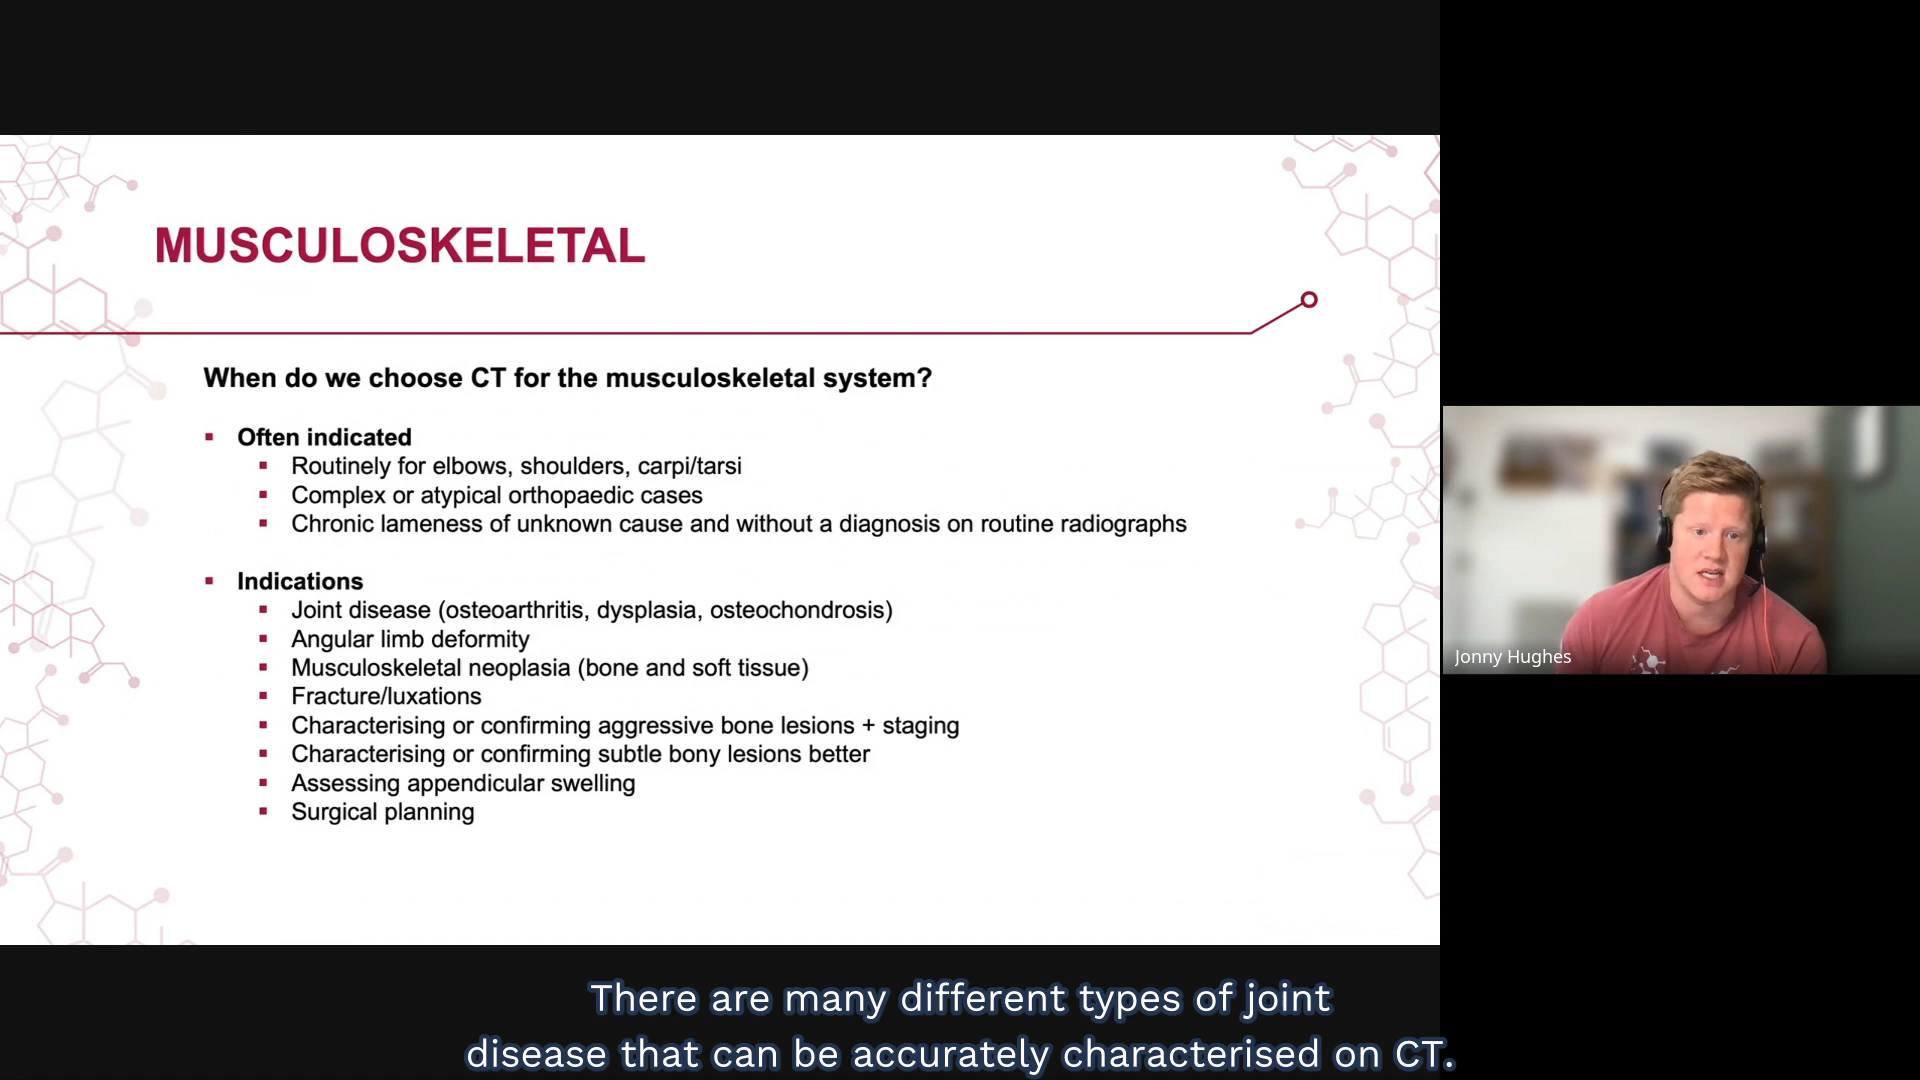 MUSCULOSKELETAL
When do we choose CT for the musculoskeletal system?
▪ Often indicated
▪ Routinely for elbows, shoulders, carpi/tarsi
▪ Complex or atypical orthopaedic cases
▪ Chronic lameness of unknown cause and without a diagnosis on routine radiographs
▪ Indications
▪ Joint disease (osteoarthritis, dysplasia, osteochondrosis)
▪ Angular limb deformity
▪ Musculoskeletal neoplasia (bone and soft tissue)
▪ Fracture/luxations
▪ Characterising or confirming aggressive bone lesions + staging
▪ Characterising or confirming subtle bony lesions better
▪ Assessing appendicular swelling
▪ Surgical planning
Jonny Hughes
There are many different types of joint
disease that can be accurately characterised on CT.